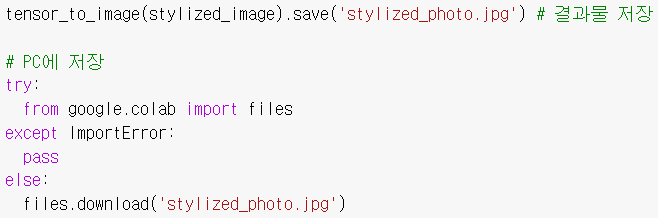 tensor_to_image(stylized_image).save('stylized_photo.jpg') # 결과물 저장
# PC에 저장
try:
  from google.colab import files
except ImportError:
  pass
else:
  files.download('stylized_photo.jpg')